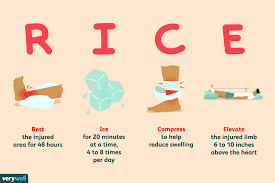 R I C E
Rest
the injured
area for 48 hours
Ice
for 20 minutes
at a time,
4 to 8 times
per day
Compress
to help
reduce swelling
Elevate
the injured limb
6 to 10 inches
above the heart
verywell